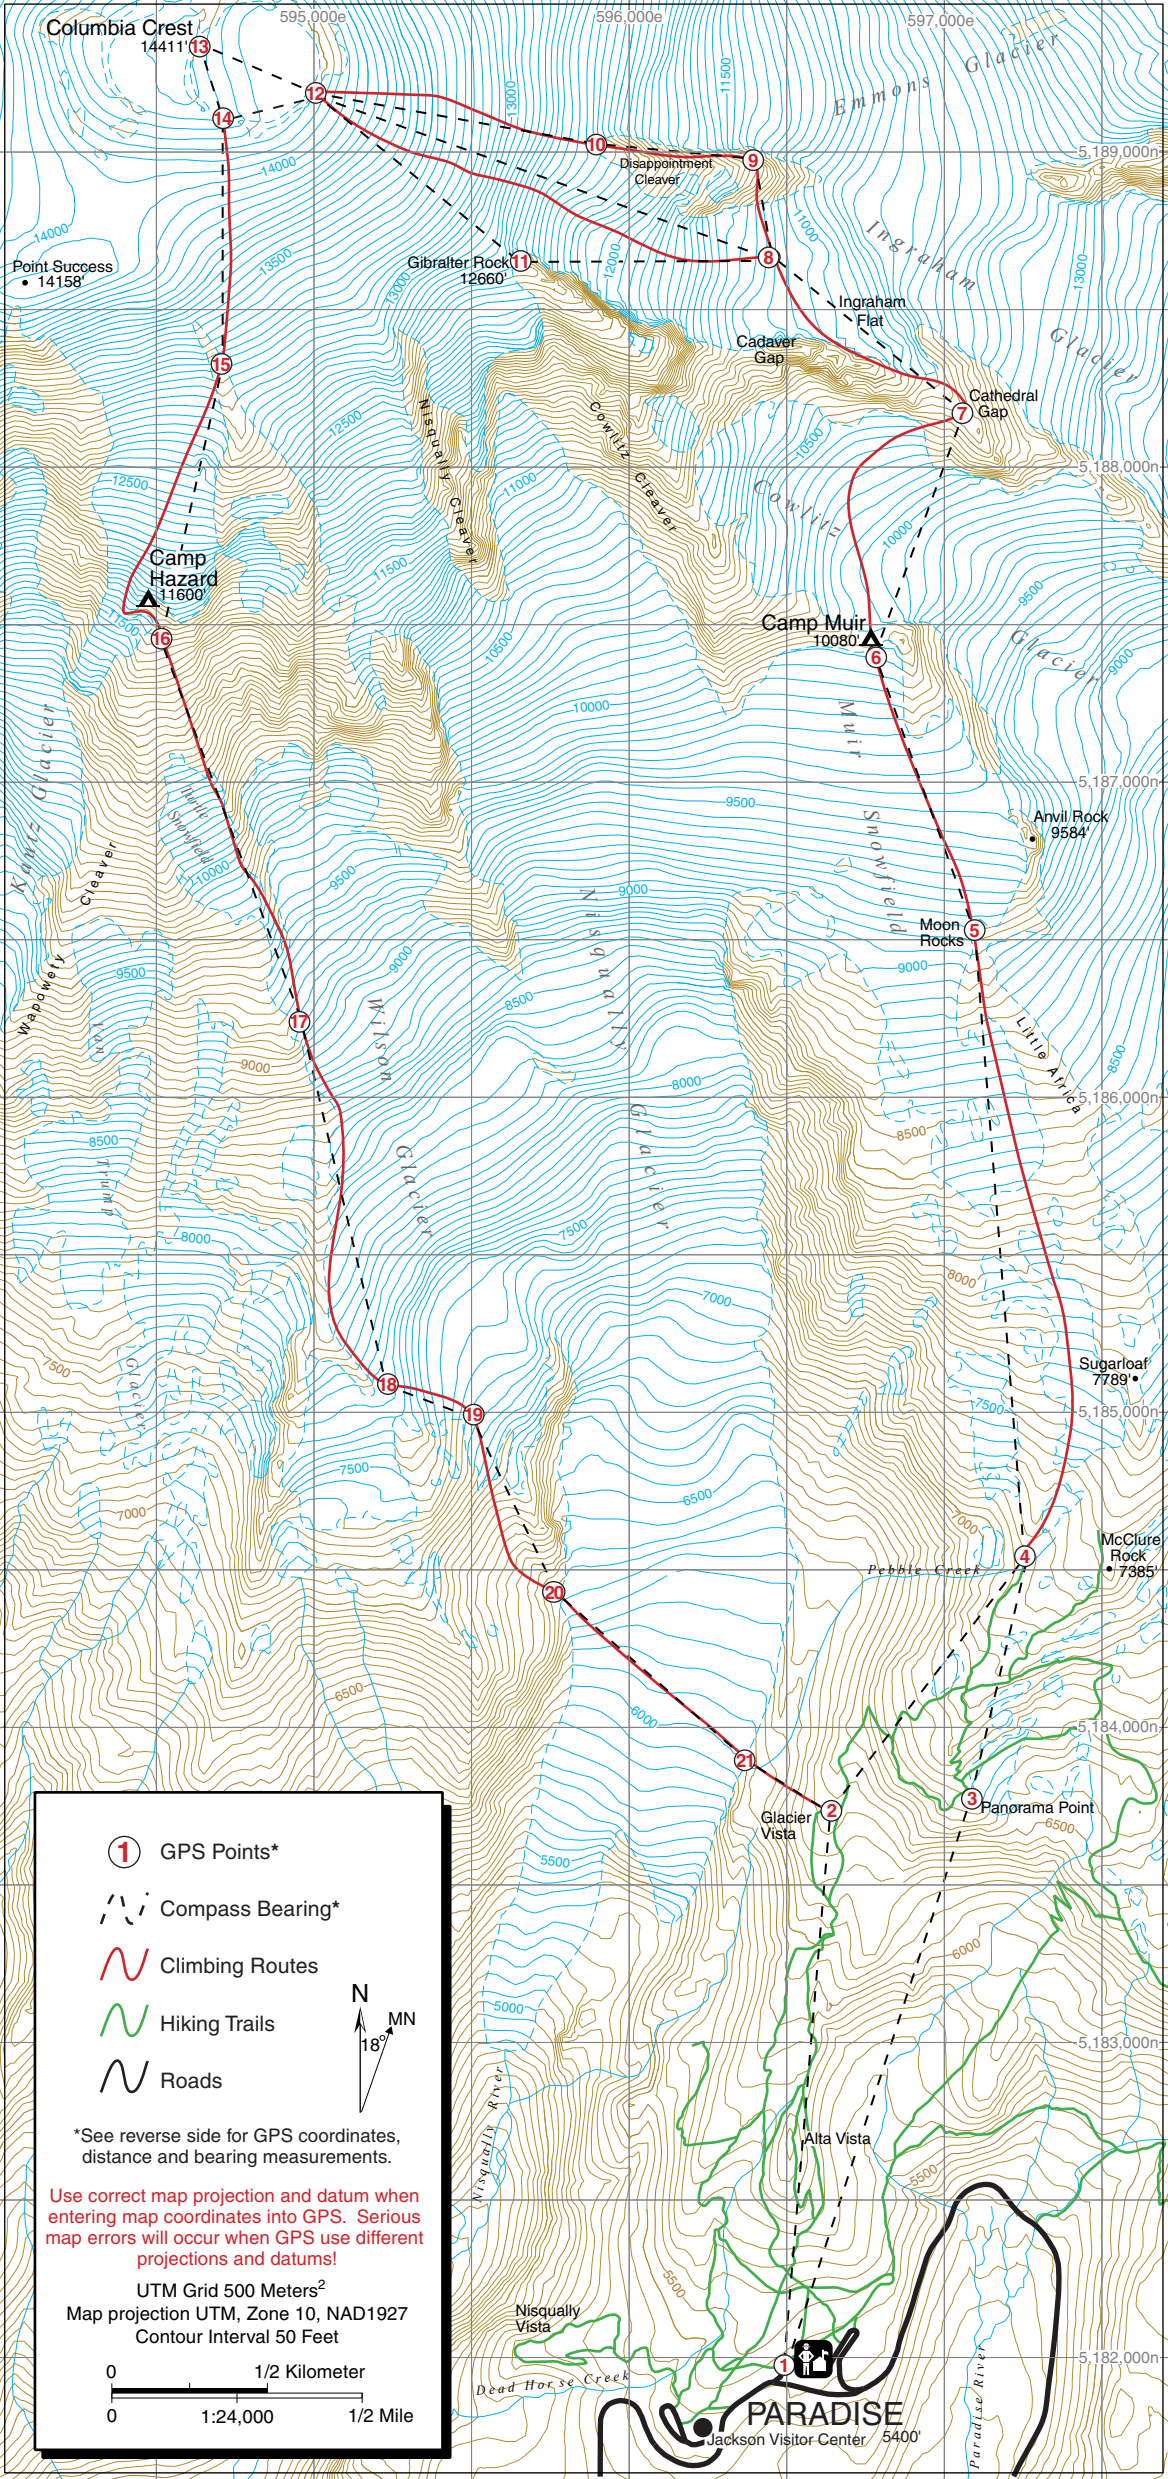 595,000e
596,000e
597,000e
Columbia Crest
14411'
13
12
14
11500
13000
Emmons
Glacier
10
9
Disappointment
Cleaver
5,189,000n
14000
14000
13500
11000
Ingraham
Point Success
14158'
Gibralter Rock
12660'
11
12000
8
13000
13000
Ingraham
Flat
Glacier
Cadaver
Gap
15
Cathedral
Gap
7
12500
Nisqually
Cleaver
Cowlitz
Cleaver
10500
5,188,000n
12500
11000
Cowlitz
10000
Camp
Hazard
11600'
11500
9500
11500
Camp Muir
10080'
16
10500
6
Glacier
9000
10000
Muir
Kautz Glacier
5,187,000n
Turtle
Snowfield
9500
Snowfield
Anvil Rock
9584'
Cleaver
10000
9500
9000
Nisqually
Moon
Rocks
5
Wapowety
9500
9000
9000
8500
17
Wilson
Little Africa
8500
9000
8000
5,186,000n
8500
8500
Glacier
Glacier
Trump
8000
7500
8000
7000
7500
Sugarloaf
7789'
18
7500
Glacier
19
5,185,000n
7500
6500
7000
7000
4
McClure
Rock
7385'
Pebble Creek
20
6500
6000
5,184,000n
21
2
3
Panorama Point
Glacier
Vista
6500
5500
1
GPS Points*
Compass Bearing*
6000
Climbing Routes
N
MN
18°
5000
Hiking Trails
5,183,000n
Roads
Nisqually River
*See reverse side for GPS coordinates,
distance and bearing measurements.
Alta Vista
5500
Use correct map projection and datum when
entering map coordinates into GPS. Serious
map errors will occur when GPS use different
projections and datums!
UTM Grid 500 Meters2
Map projection UTM, Zone 10, NAD1927
Contour Interval 50 Feet
5500
Nisqually
Vista
0
1/2 Kilometer
1
5,182,000n
Dead Horse Creek
Paradise River
0
1:24,000
1/2 Mile
PARADISE
5400'
Jackson Visitor Center